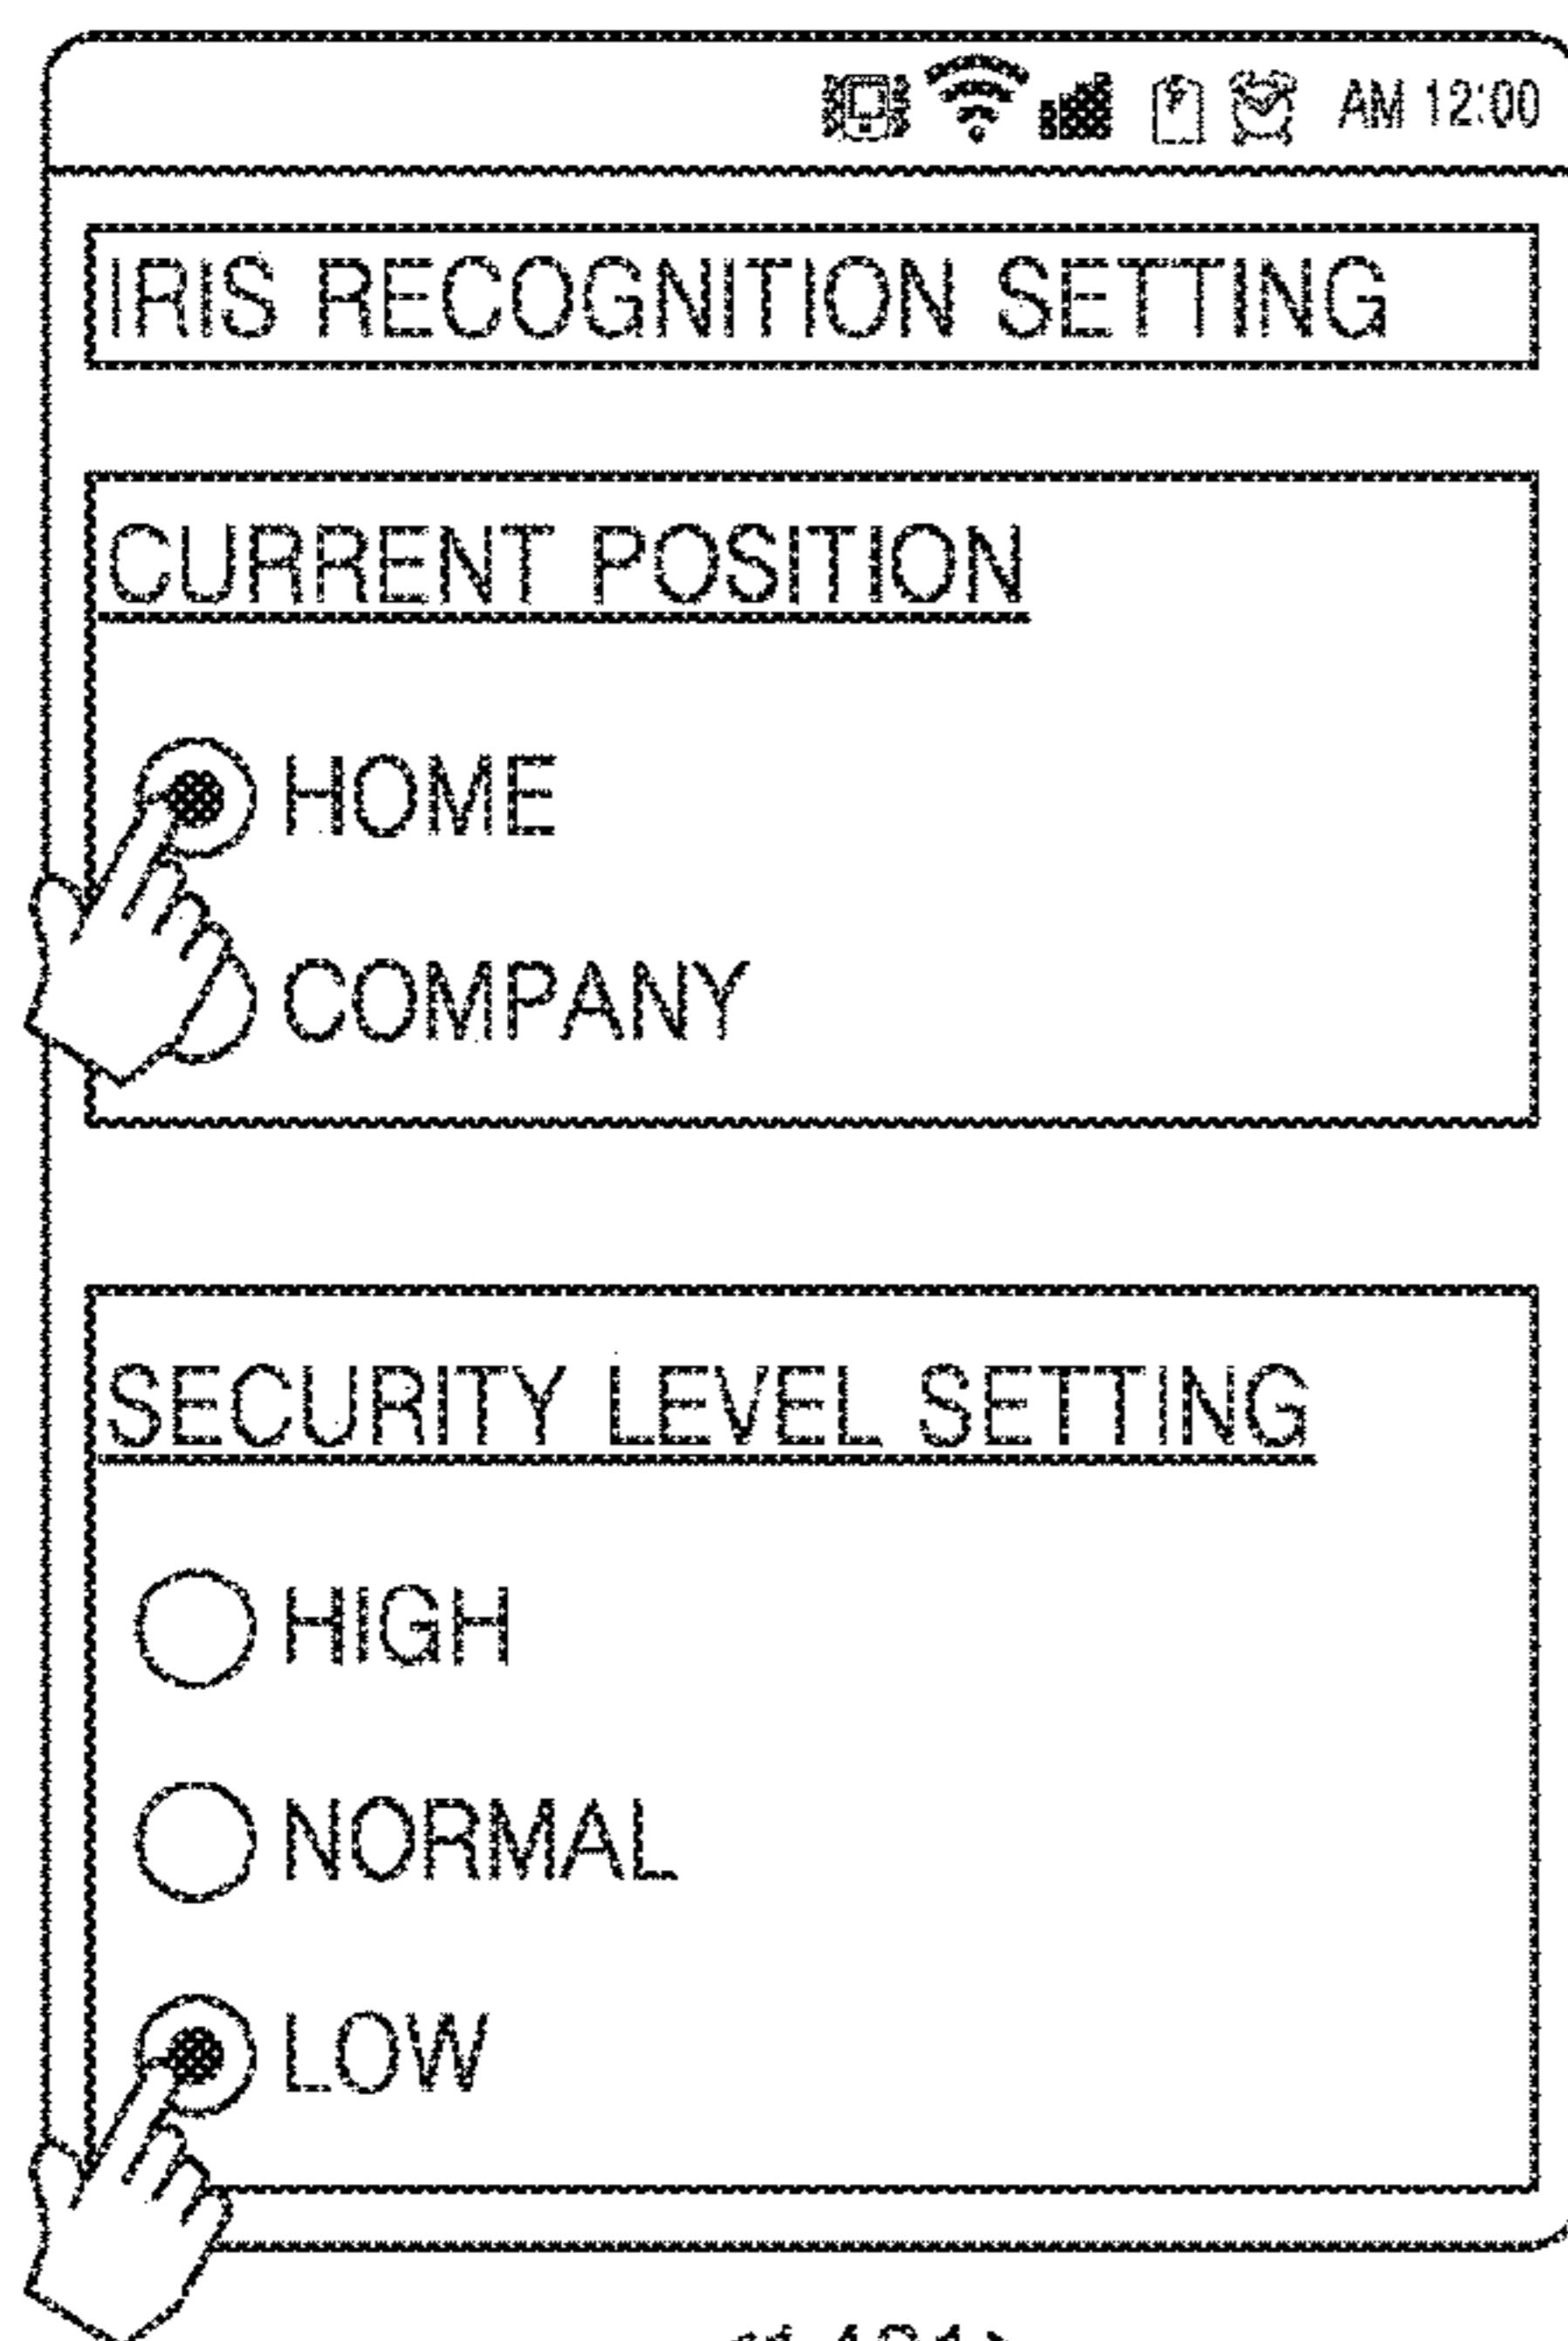 AM 12:00
IRIS RECOGNITION SETTING
CURRENT POSITION
HOME
COMPANY
SECURITY LEVEL SETTING
HIGH
NORMAL
LOW